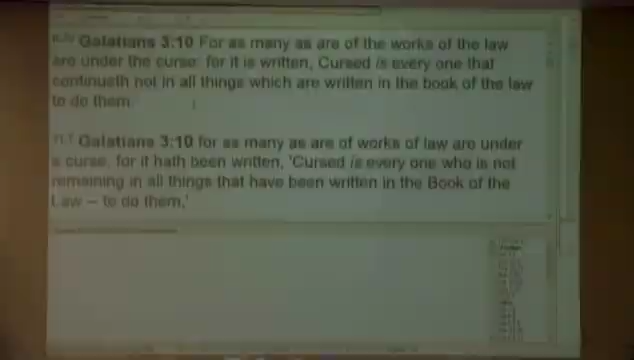 Galatians 3:10 For as many as are of the works of the law
are under the curse: for it is written, Cursed is every one that
continueth not in all things which are written in the book of the law
to do them.
Galatians 3:10 for as many as are of works of law are under
a curse, for it hath been written, 'Cursed is every one who is not
remaining in all things that have been written in the Book of the
Law — to do them,'